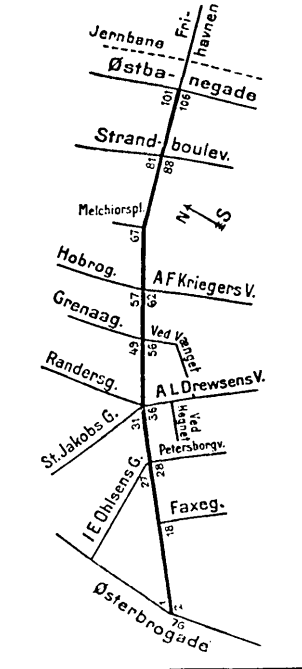 Fri-
havnen
Jernbane
Østba-negade
101 106
Strand-boulev.
81 88
Melchiorspl.
67
N S
Hobrog.
A F Kriegers V.
57 62
Grenaag.
Ved Vænget
49 56
Randersg.
A L Drewsens V.
31 36
Ved
Hegnet
St. Jakobs G.
Petersborgv.
I E Ohlsens G.
27 28
Faxeg.
18
Østerbrogade
1 2
76